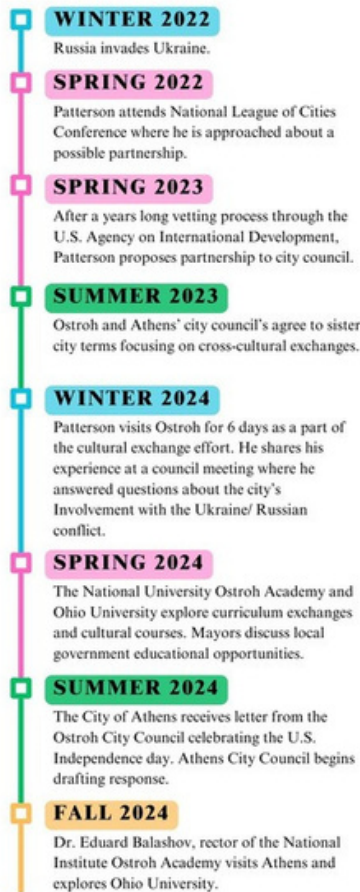 WINTER 2022
Russia invades Ukraine.
SPRING 2022
Patterson attends National League of Cities
Conference where he is approached about a
possible partnership.
SPRING 2023
After a years long vetting process through the
U.S. Agency on International Development,
Patterson proposes partnership to city council.
SUMMER 2023
Ostroh and Athens' city council's agree to sister
city terms focusing on cross-cultural exchanges.
WINTER 2024
Patterson visits Ostroh for 6 days as a part of
the cultural exchange effort. He shares his
experience at a council meeting where he
answered questions about the city's
Involvement with the Ukraine/ Russian
conflict.
SPRING 2024
The National University Ostroh Academy and
Ohio University explore curriculum exchanges
and cultural courses. Mayors discuss local
government educational opportunities.
SUMMER 2024
The City of Athens receives letter from the
Ostroh City Council celebrating the U.S.
Independence day. Athens City Council begins
drafting response.
FALL 2024
Dr. Eduard Balashov, rector of the National
Institute Ostroh Academy visits Athens and
explores Ohio University.